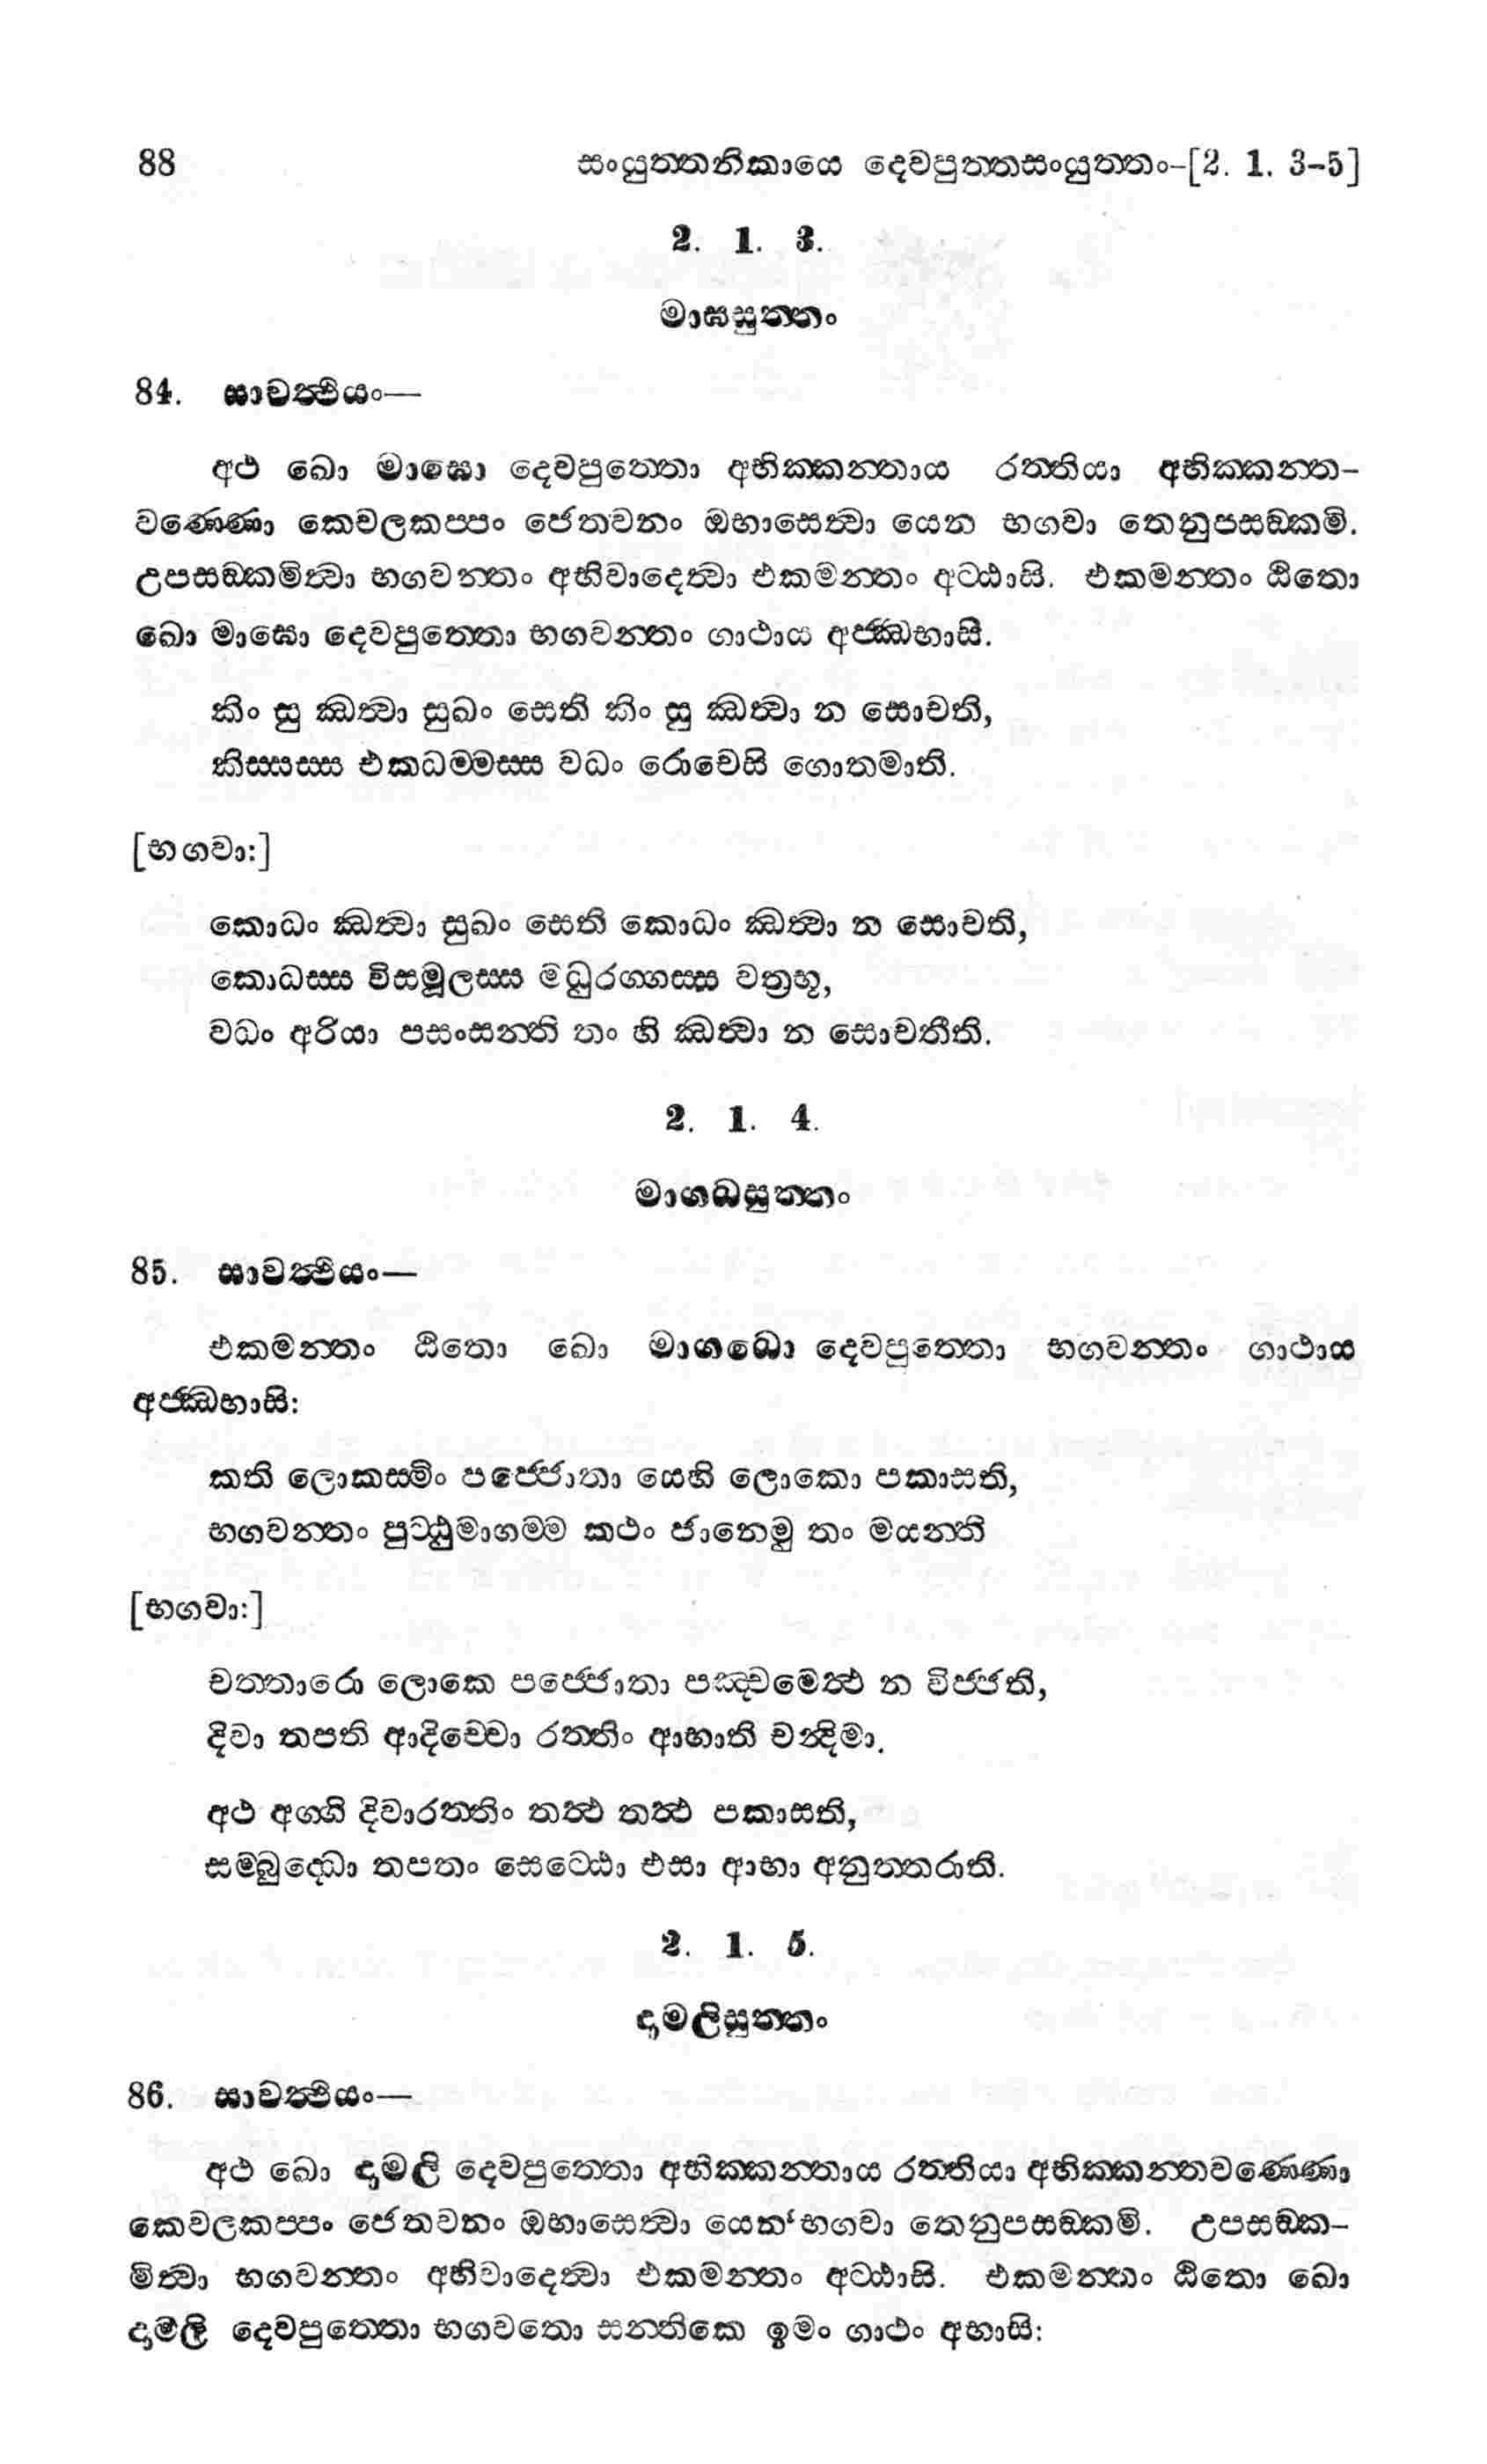 88 සංයුත්තනිකායෙ දෙවපුත්තසංයුත්තං-[2. 1. 3-5]
2. 1. 3.
මාඝසුත්තං
84. සාවත්ථියං—
අථ ඛො මාඝො දෙවපුත්තො අභික්කන්තාය රත්තියා අභික්කන්ත-
වණ්ණො කෙවලකප්පං ජෙතවනං ඔභාසෙත්වා යෙන භගවා තෙනුපසඞ්කමි.
උපසඞ්කමිත්වා භගවන්තං අභිවාදෙත්වා එකමන්තං අට්ඨාසි. එකමන්තං ඨිතො
ඛො මාඝො දෙවපුත්තො භගවන්තං ගාථාය අජ්ඣභාසි.
කිං සු ඣත්වා සුඛං සෙති කිං සු ඣත්වා න සොචති,
කිස්සස්ස එකධම්මස්ස වධං රොචෙසි ගොතමාති.
[භගවා:]
කොධං ඣත්වා සුඛං සෙති කොධං ඣත්වා න සොචති,
කොධස්ස විසමූලස්ස මධුරග්ගස්ස වත්‍රභූ,
වධං අරියා පසංසන්ති තං හි ඣත්වා න සොචතීති.
2. 1. 4.
මාගධසුත්තං
85. සාවත්ථියං—
එකමන්තං ඨිතො ඛො මාගධො දෙවපුත්තො භගවන්තං ගාථාය
අජ්ඣභාසි:
කති ලොකස්මිං පජ්ජොතා යෙහි ලොකො පකාසති,
භගවන්තං පුට්ඨුමාගම්ම කථං ජානෙමු තං මයන්ති
[භගවා:]
චත්තාරො ලොකෙ පජ්ජොතා පඤ්චමෙත්ථ න විජ්ජති,
දිවා තපති ආදිච්චො රත්තිං ආභාති චන්දිමා.
අථ අග්ගි දිවාරත්තිං තත්ථ තත්ථ පකාසති,
සම්බුද්ධො තපතං සෙට්ඨො එසා ආභා අනුත්තරාති.
2. 1. 5.
දාමලිසුත්තං
86. සාවත්ථියං—
අථ ඛො දාමලි දෙවපුත්තො අභික්කන්තාය රත්තියා අභික්කන්තවණ්ණො
කෙවලකප්පං ජෙතවනං ඔභාසෙත්වා යෙන භගවා තෙනුපසඞ්කමි. උපසඞ්ක-
මිත්වා භගවන්තං අභිවාදෙත්වා එකමන්තං අට්ඨාසි. එකමන්තං ඨිතො ඛො
දාමලි දෙවපුත්තො භගවතො සන්තිකෙ ඉමං ගාථං අභාසි: